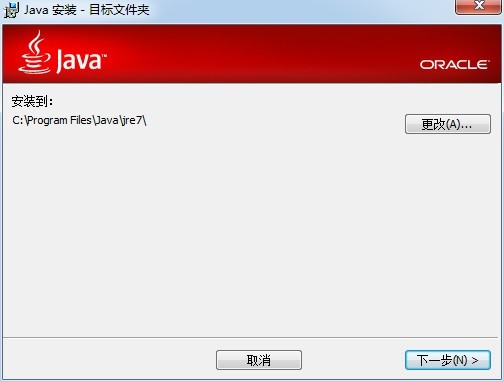 Java 安装 - 目标文件夹
Java™
ORACLE®
安装到：
C:\Program Files\Java\jre7\
更改(A)...
取消
下一步(N) >